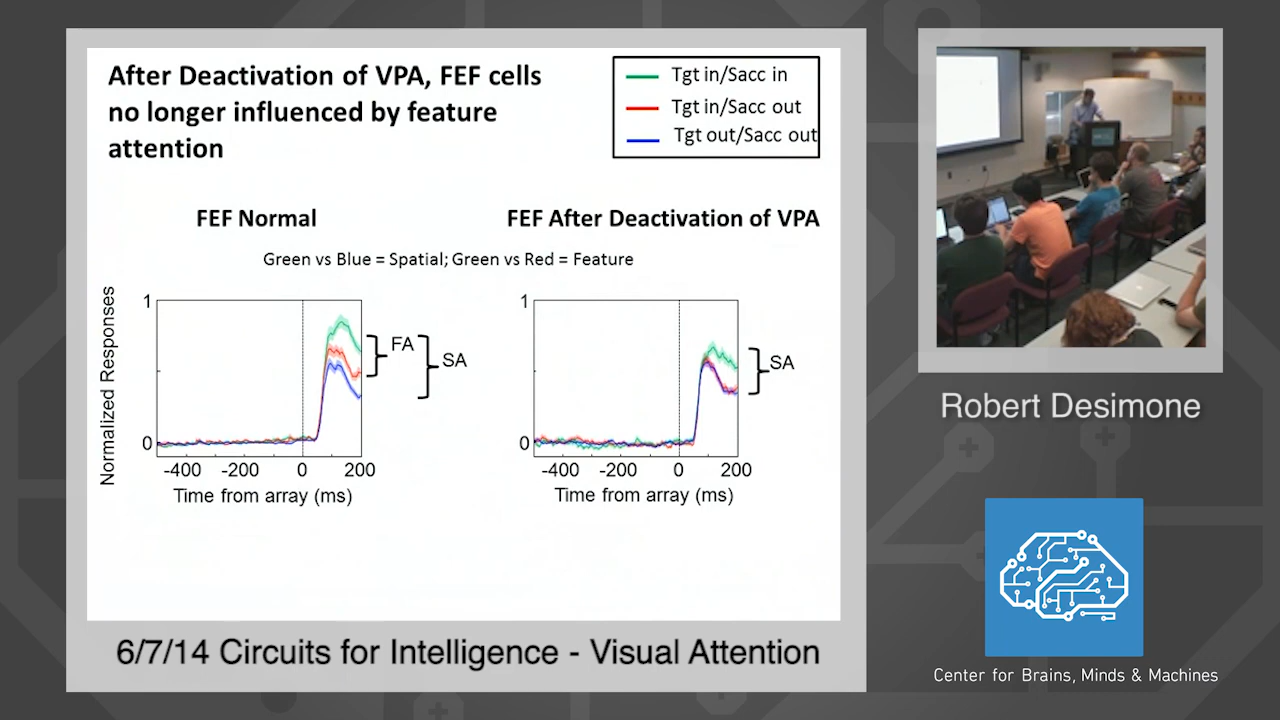 After Deactivation of VPA, FEF cells
no longer influenced by feature
attention
Tgt in/Sacc in
Tgt in/Sacc out
Tgt out/Sacc out
FEF Normal
FEF After Deactivation of VPA
Green vs Blue = Spatial; Green vs Red = Feature
Normalized Responses
1
0
-400 -200 0 200
Time from array (ms)
FA
SA
1
0
-400 -200 0 200
Time from array (ms)
SA
6/7/14 Circuits for Intelligence - Visual Attention
Robert Desimone
Center for Brains, Minds & Machines